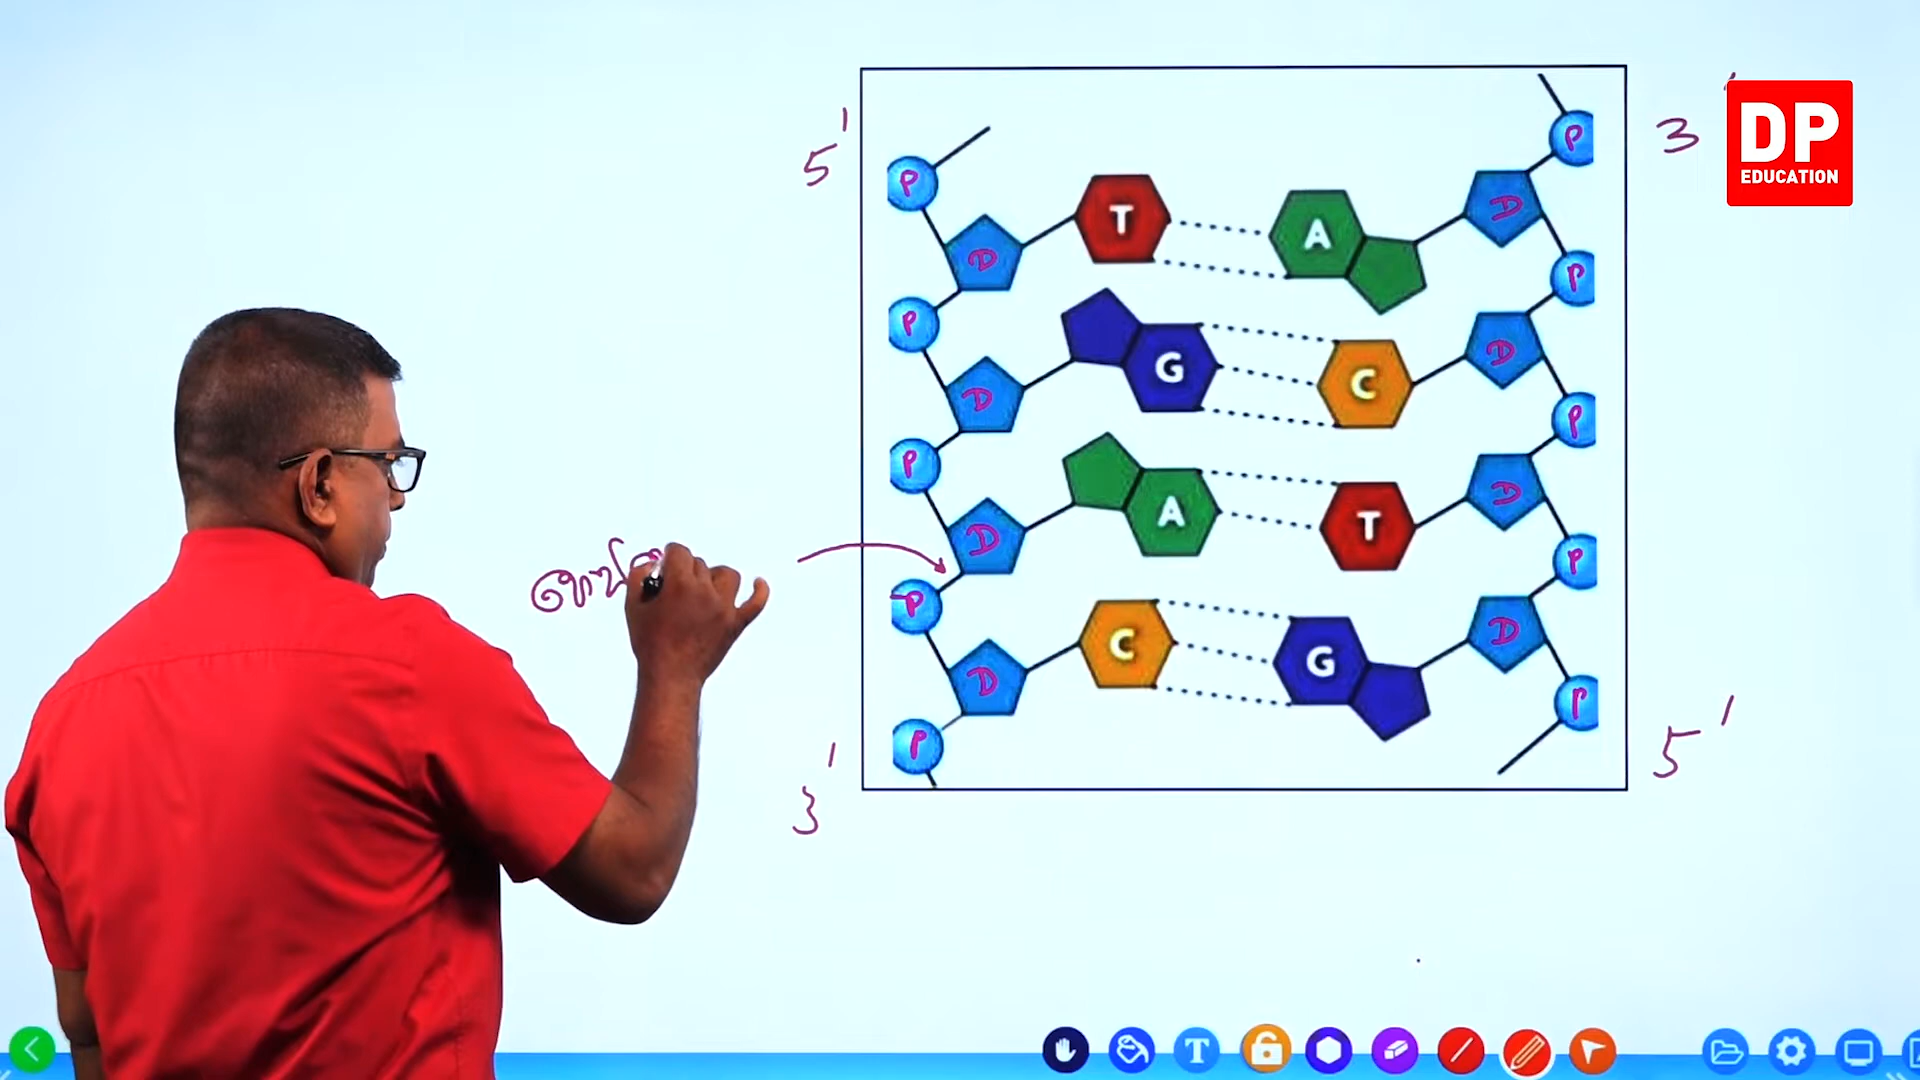 5' 3'
DP
EDUCATION
P P
D T A D
P P
D G C D
P P
D A T D
P P
D C G D
P P
3' 5'
T